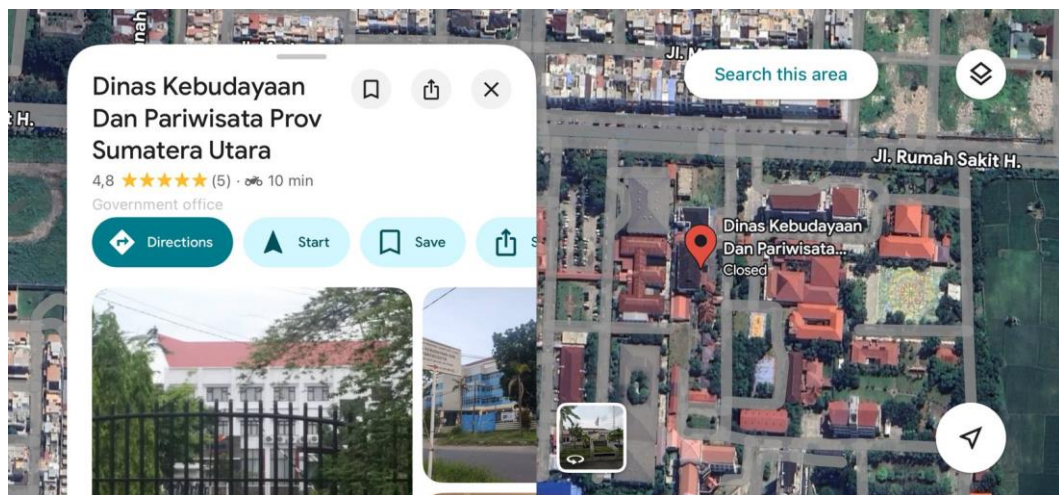 Dinas Kebudayaan
Dan Pariwisata Prov
Sumatera Utara
4,8 (5) · 10 min
Government office
Directions
Start
Save
Search this area
Jl. Rumah Sakit H.
Dinas Kebudayaan
Dan Pariwisata...
Closed
H.